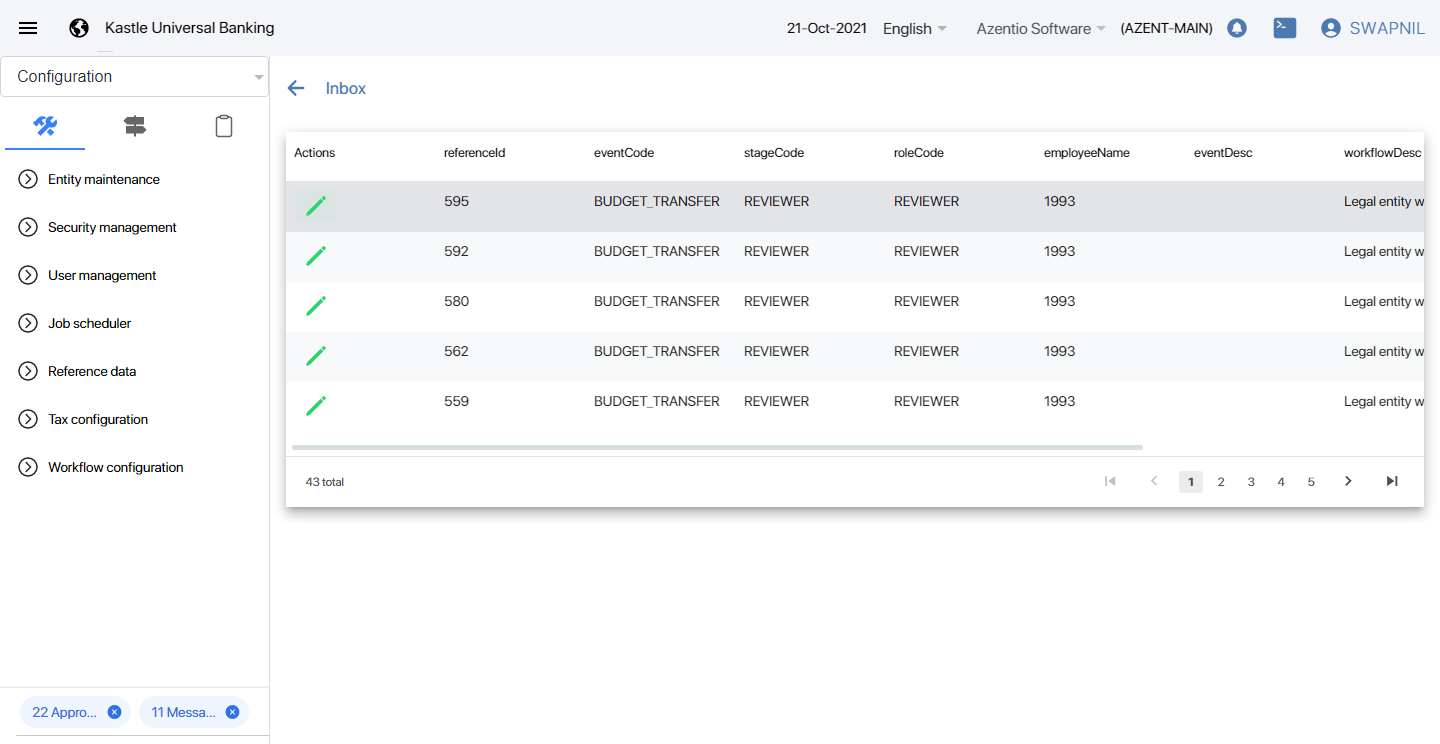 Kastle Universal Banking 21-Oct-2021 English Azentio Software (AZENT-MAIN) SWAPNIL
Configuration
Entity maintenance
Security management
User management
Job scheduler
Reference data
Tax configuration
Workflow configuration
22 Appro... 11 Messa...
Inbox
Actions referenceId eventCode stageCode roleCode employeeName eventDesc workflowDesc
595 BUDGET_TRANSFER REVIEWER REVIEWER 1993 Legal entity w
592 BUDGET_TRANSFER REVIEWER REVIEWER 1993 Legal entity w
580 BUDGET_TRANSFER REVIEWER REVIEWER 1993 Legal entity w
562 BUDGET_TRANSFER REVIEWER REVIEWER 1993 Legal entity w
559 BUDGET_TRANSFER REVIEWER REVIEWER 1993 Legal entity w
43 total 1 2 3 4 5